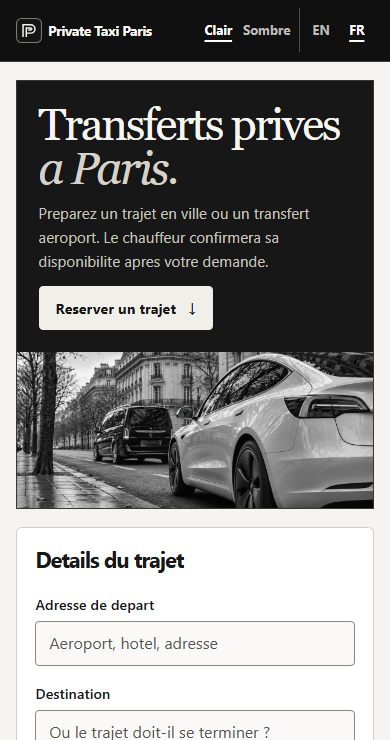 Private Taxi Paris
Clair Sombre EN FR
Transferts prives
a Paris.
Preparez un trajet en ville ou un transfert
aeroport. Le chauffeur confirmera sa
disponibilite apres votre demande.
Reserver un trajet ↓
Details du trajet
Adresse de depart
Aeroport, hotel, adresse
Destination
Ou le trajet doit-il se terminer ?